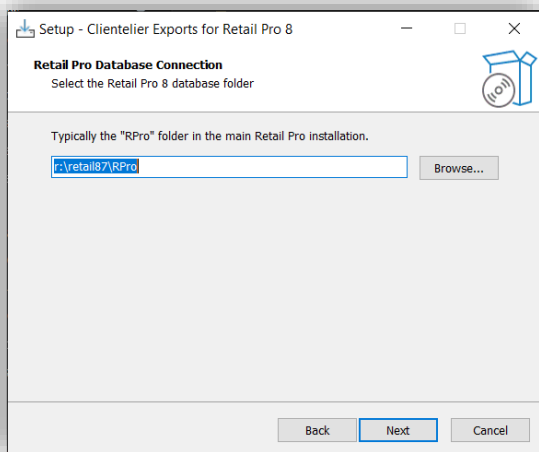 Setup - Clientelier Exports for Retail Pro 8
Retail Pro Database Connection
Select the Retail Pro 8 database folder
Typically the "RPro" folder in the main Retail Pro installation.
r:\retail87\RPro
Browse...
Back
Next
Cancel